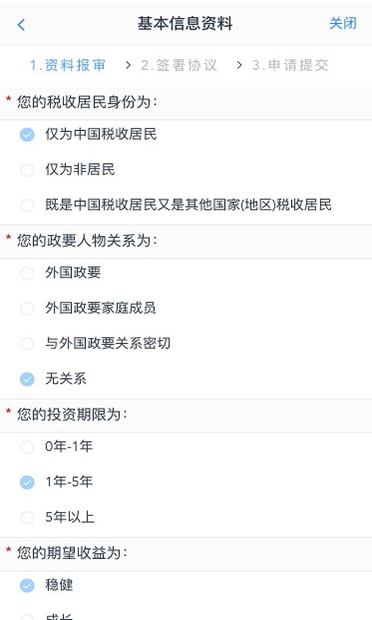 基本信息资料
关闭
1.资料报审 > 2.签署协议 > 3.申请提交
* 您的税收居民身份为:
仅为中国税收居民
仅为非居民
既是中国税收居民又是其他国家(地区)税收居民
* 您的政要人物关系为:
外国政要
外国政要家庭成员
与外国政要关系密切
无关系
* 您的投资期限为:
0年-1年
1年-5年
5年以上
* 您的期望收益为:
稳健
成长